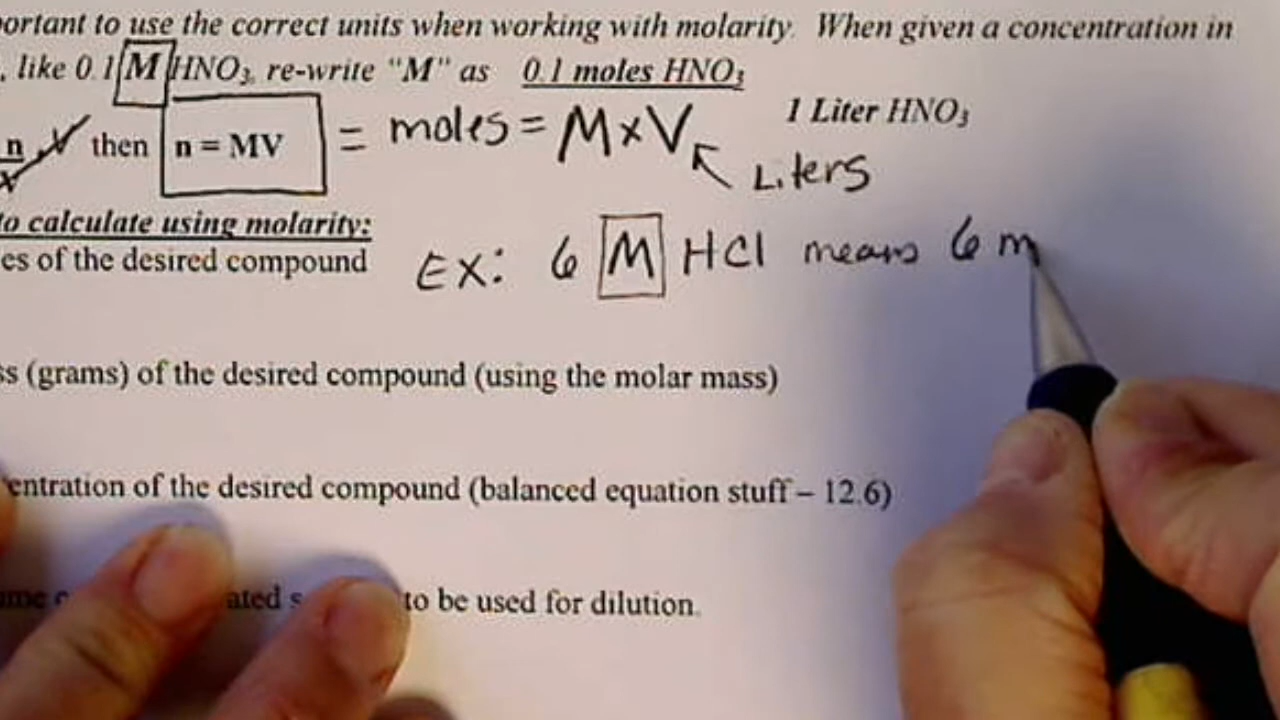 ortant to use the correct units when working with molarity. When given a concentration in
, like 0.1 M HNO₃, re-write "M" as 0.1 moles HNO₃
1 Liter HNO₃
n then n = MV = moles = M x V
Liters
to calculate using molarity:
es of the desired compound EX: 6 M HCl means 6 m
ss (grams) of the desired compound (using the molar mass)
entration of the desired compound (balanced equation stuff – 12.6)
ated s to be used for dilution.